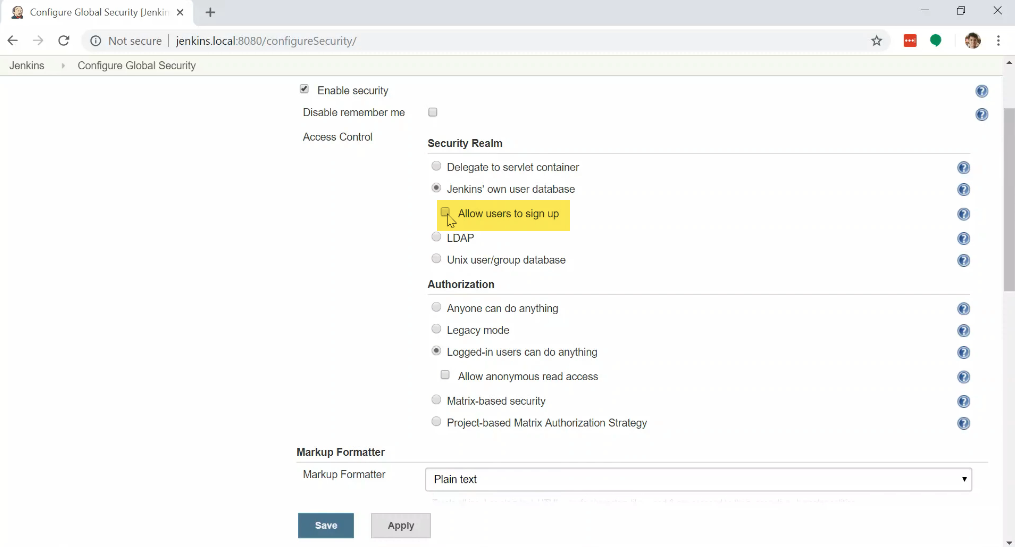 Configure Global Security [Jenkin
Not secure | jenkins.local:8080/configureSecurity/
Jenkins Configure Global Security
Enable security
Disable remember me
Access Control
Security Realm
Delegate to servlet container
Jenkins' own user database
Allow users to sign up
LDAP
Unix user/group database
Authorization
Anyone can do anything
Legacy mode
Logged-in users can do anything
Allow anonymous read access
Matrix-based security
Project-based Matrix Authorization Strategy
Markup Formatter
Markup Formatter Plain text
Save Apply